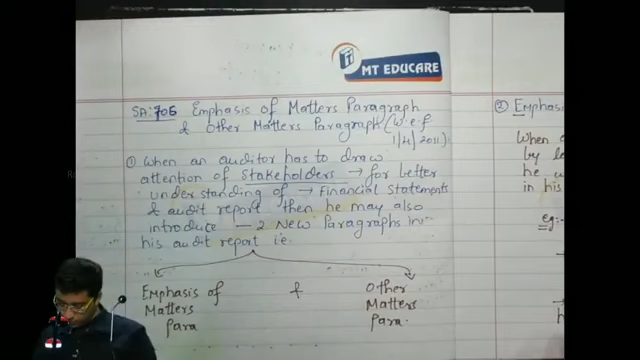 MT EDUCARE
SA:706 Emphasis of Matters Paragraph
& Other Matters Paragraph (w.e.f
1/4/2011)
① When an auditor has to draw
attention of Stakeholders → for better
understanding of → Financial Statements
& audit report then he may also
introduce — 2 New Paragraphs in
his audit report i.e.
Emphasis of
Matters
Para
&
Other
Matters
Para.
② Emphasis
When a
by l
he w
in his
eg:-